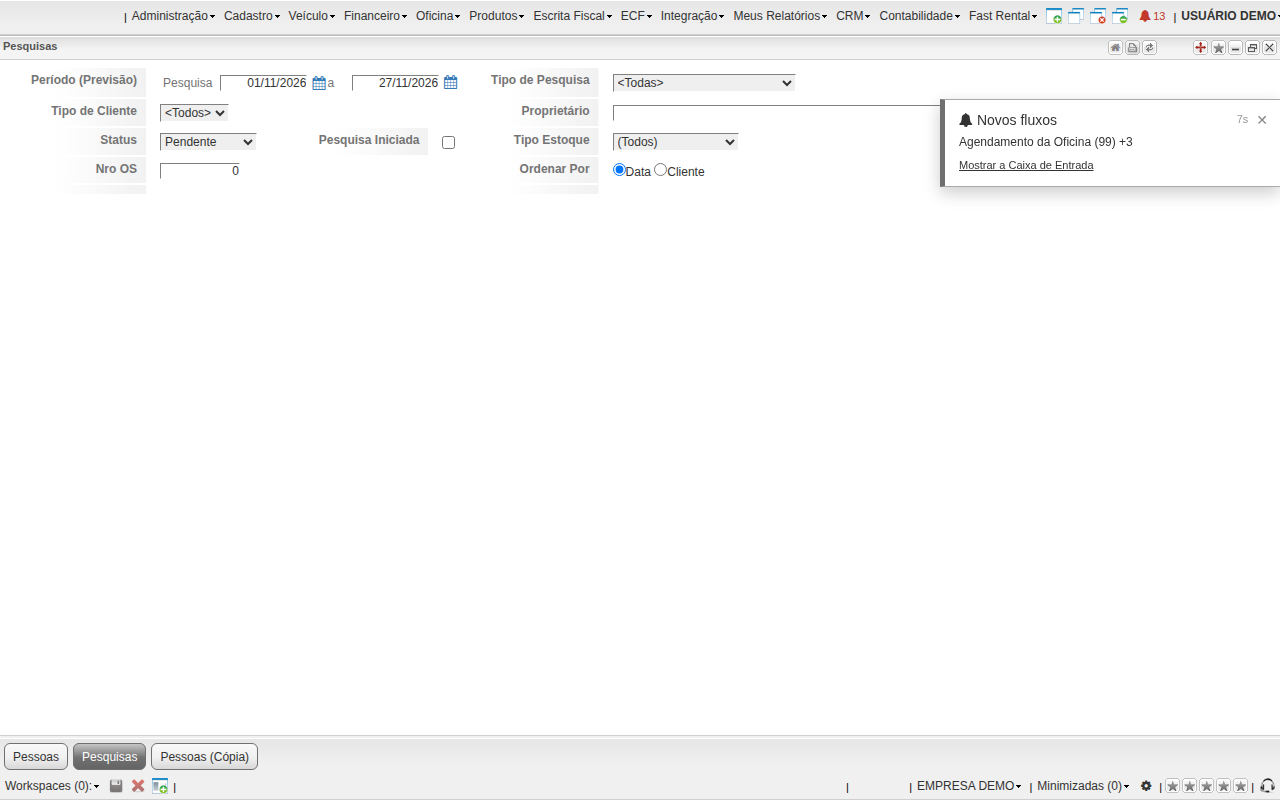 | Administração Cadastro Veículo Financeiro Oficina Produtos Escrita Fiscal ECF Integração Meus Relatórios CRM Contabilidade Fast Rental 13 | USUÁRIO DEMO
Pesquisas
Período (Previsão) Pesquisa 01/11/2026 a 27/11/2026 Tipo de Pesquisa <Todas>
Tipo de Cliente <Todos> Proprietário
Status Pendente Pesquisa Iniciada Tipo Estoque (Todos)
Nro OS 0 Ordenar Por Data Cliente
Novos fluxos 7s
Agendamento da Oficina (99) +3
Mostrar a Caixa de Entrada
Pessoas Pesquisas Pessoas (Cópia)
Workspaces (0): | | | EMPRESA DEMO | Minimizadas (0) | |